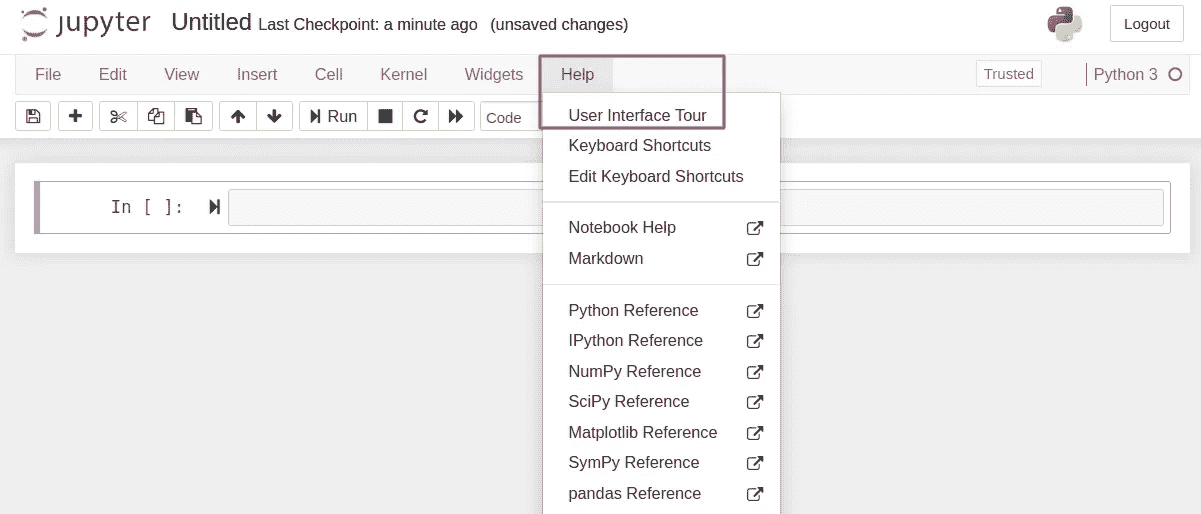 jupyter Untitled Last Checkpoint: a minute ago (unsaved changes) Logout
File Edit View Insert Cell Kernel Widgets Help Trusted Python 3
Run Code
User Interface Tour
Keyboard Shortcuts
Edit Keyboard Shortcuts
In [ ]:
Notebook Help
Markdown
Python Reference
IPython Reference
NumPy Reference
SciPy Reference
Matplotlib Reference
SymPy Reference
pandas Reference